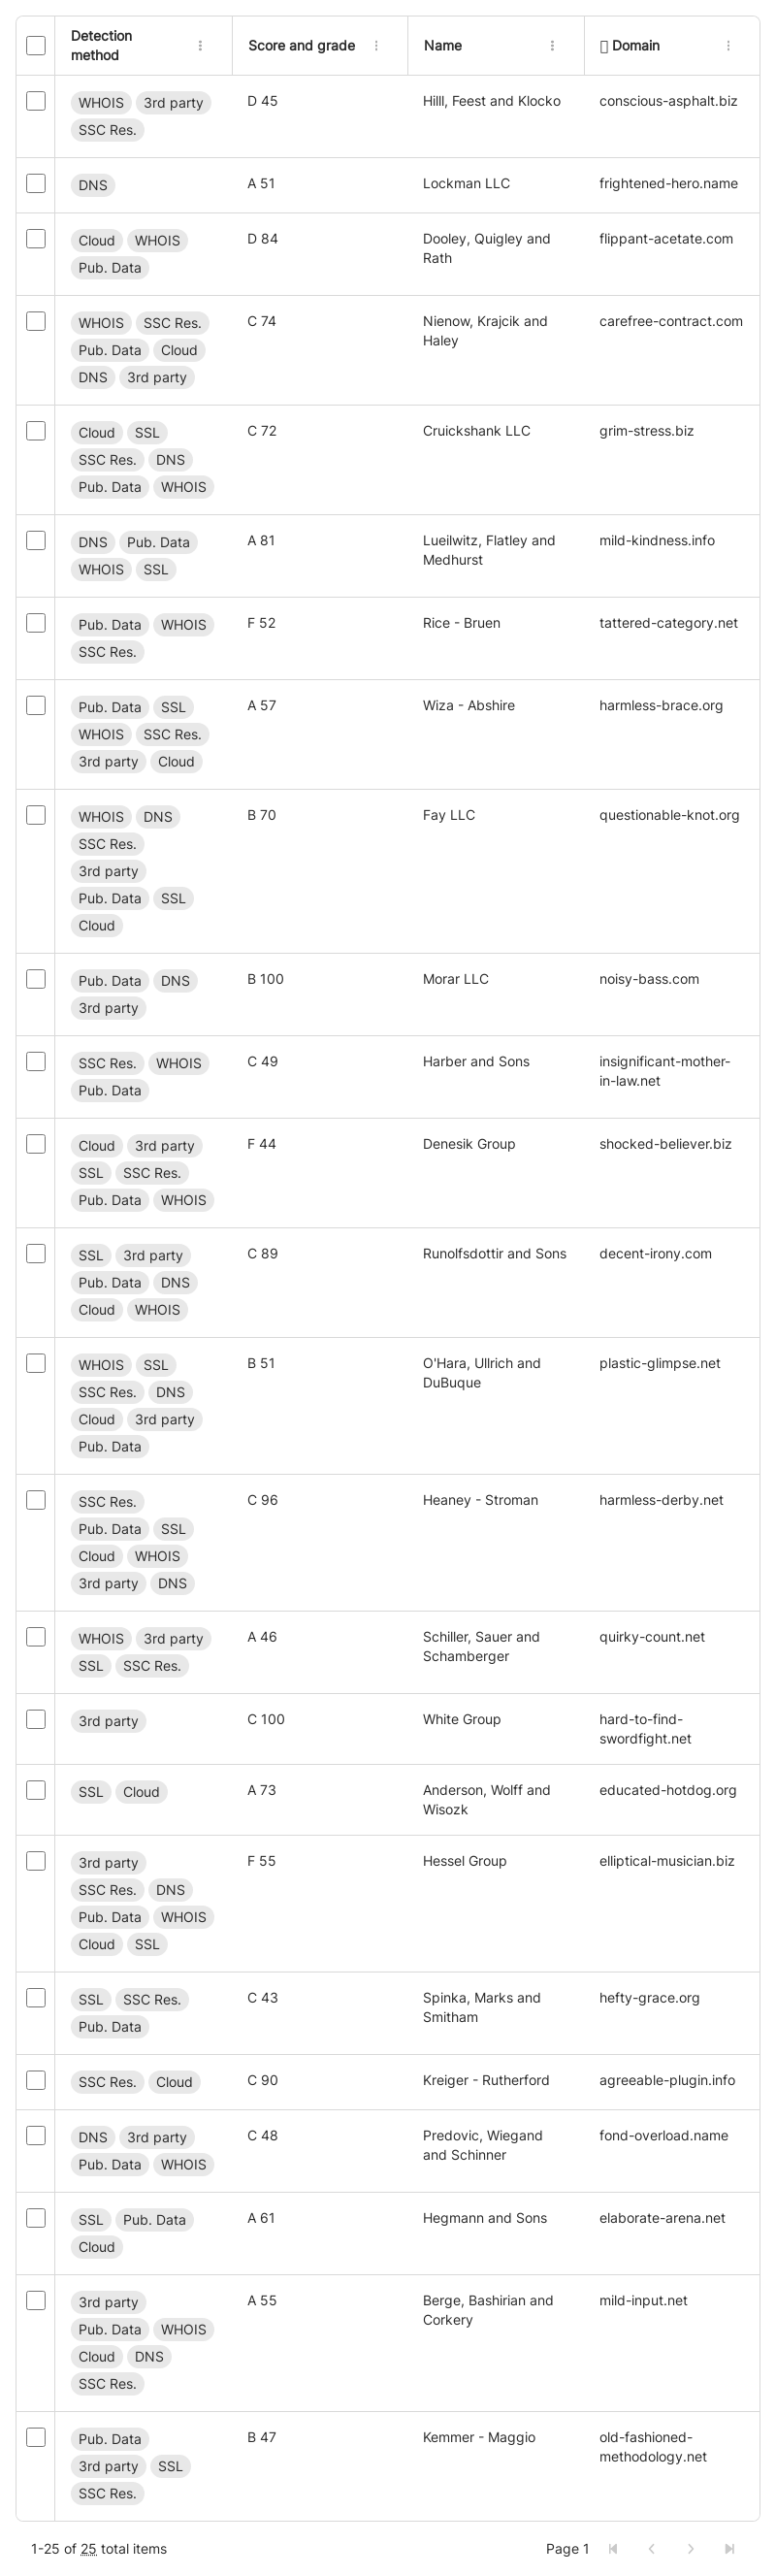 Detection method Score and grade Name Domain
WHOIS 3rd party D 45 Hilll, Feest and Klocko conscious-asphalt.biz
SSC Res.
DNS A 51 Lockman LLC frightened-hero.name
Cloud WHOIS D 84 Dooley, Quigley and flippant-acetate.com
Pub. Data Rath
WHOIS SSC Res. C 74 Nienow, Krajcik and carefree-contract.com
Pub. Data Cloud Haley
DNS 3rd party
Cloud SSL C 72 Cruickshank LLC grim-stress.biz
SSC Res. DNS
Pub. Data WHOIS
DNS Pub. Data A 81 Lueilwitz, Flatley and mild-kindness.info
WHOIS SSL Medhurst
Pub. Data WHOIS F 52 Rice - Bruen tattered-category.net
SSC Res.
Pub. Data SSL A 57 Wiza - Abshire harmless-brace.org
WHOIS SSC Res.
3rd party Cloud
WHOIS DNS B 70 Fay LLC questionable-knot.org
SSC Res.
3rd party
Pub. Data SSL
Cloud
Pub. Data DNS B 100 Morar LLC noisy-bass.com
3rd party
SSC Res. WHOIS C 49 Harber and Sons insignificant-mother-
Pub. Data in-law.net
Cloud 3rd party F 44 Denesik Group shocked-believer.biz
SSL SSC Res.
Pub. Data WHOIS
SSL 3rd party C 89 Runolfsdottir and Sons decent-irony.com
Pub. Data DNS
Cloud WHOIS
WHOIS SSL B 51 O'Hara, Ullrich and plastic-glimpse.net
SSC Res. DNS DuBuque
Cloud 3rd party
Pub. Data
SSC Res. C 96 Heaney - Stroman harmless-derby.net
Pub. Data SSL
Cloud WHOIS
3rd party DNS
WHOIS 3rd party A 46 Schiller, Sauer and quirky-count.net
SSL SSC Res. Schamberger
3rd party C 100 White Group hard-to-find-
swordfight.net
SSL Cloud A 73 Anderson, Wolff and educated-hotdog.org
Wisozk
3rd party F 55 Hessel Group elliptical-musician.biz
SSC Res. DNS
Pub. Data WHOIS
Cloud SSL
SSL SSC Res. C 43 Spinka, Marks and hefty-grace.org
Pub. Data Smitham
SSC Res. Cloud C 90 Kreiger - Rutherford agreeable-plugin.info
DNS 3rd party C 48 Predovic, Wiegand fond-overload.name
Pub. Data WHOIS and Schinner
SSL Pub. Data A 61 Hegmann and Sons elaborate-arena.net
Cloud
3rd party A 55 Berge, Bashirian and mild-input.net
Pub. Data WHOIS Corkery
Cloud DNS
SSC Res.
Pub. Data B 47 Kemmer - Maggio old-fashioned-
3rd party SSL methodology.net
SSC Res.
1-25 of 25 total items Page 1